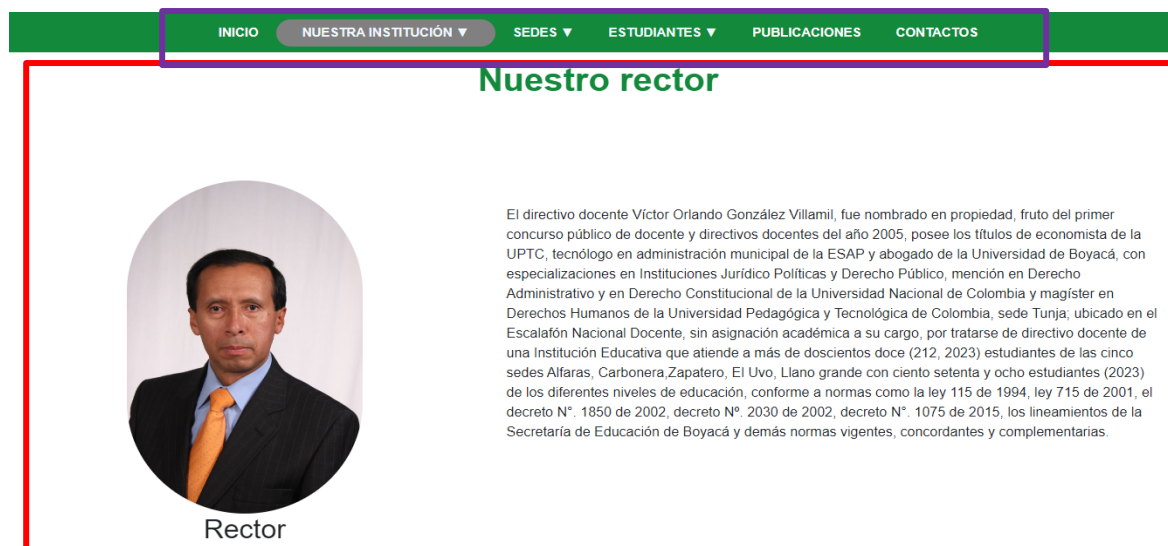 INICIO NUESTRA INSTITUCIÓN ▼ SEDES ▼ ESTUDIANTES ▼ PUBLICACIONES CONTACTOS
Nuestro rector
El directivo docente Víctor Orlando González Villamil, fue nombrado en propiedad, fruto del primer
concurso público de docente y directivos docentes del año 2005, posee los títulos de economista de la
UPTC, tecnólogo en administración municipal de la ESAP y abogado de la Universidad de Boyacá, con
especializaciones en Instituciones Jurídico Políticas y Derecho Público, mención en Derecho
Administrativo y en Derecho Constitucional de la Universidad Nacional de Colombia y magíster en
Derechos Humanos de la Universidad Pedagógica y Tecnológica de Colombia, sede Tunja; ubicado en el
Escalafón Nacional Docente, sin asignación académica a su cargo, por tratarse de directivo docente de
una Institución Educativa que atiende a más de doscientos doce (212, 2023) estudiantes de las cinco
sedes Alfaras, Carbonera,Zapatero, El Uvo, Llano grande con ciento setenta y ocho estudiantes (2023)
de los diferentes niveles de educación, conforme a normas como la ley 115 de 1994, ley 715 de 2001, el
decreto N°. 1850 de 2002, decreto Nº. 2030 de 2002, decreto N°. 1075 de 2015, los lineamientos de la
Secretaría de Educación de Boyacá y demás normas vigentes, concordantes y complementarias.
Rector